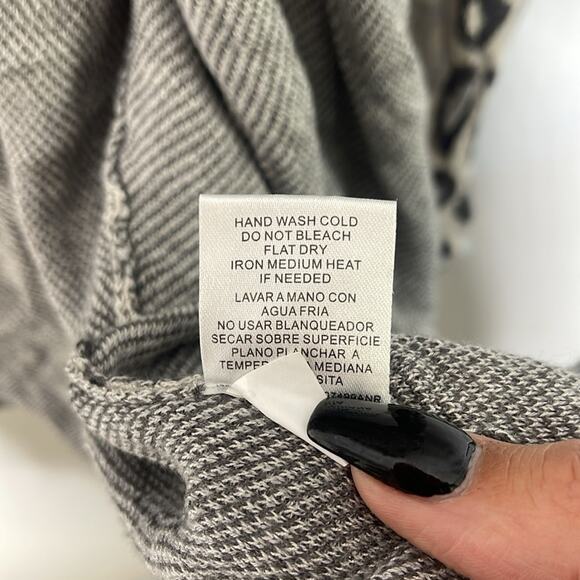 HAND WASH COLD
DO NOT BLEACH
FLAT DRY
IRON MEDIUM HEAT
IF NEEDED
LAVAR A MANO CON
AGUA FRIA
NO USAR BLANQUEADOR
SECAR SOBRE SUPERFICIE
PLANO PLANCHAR A
MEDIANA